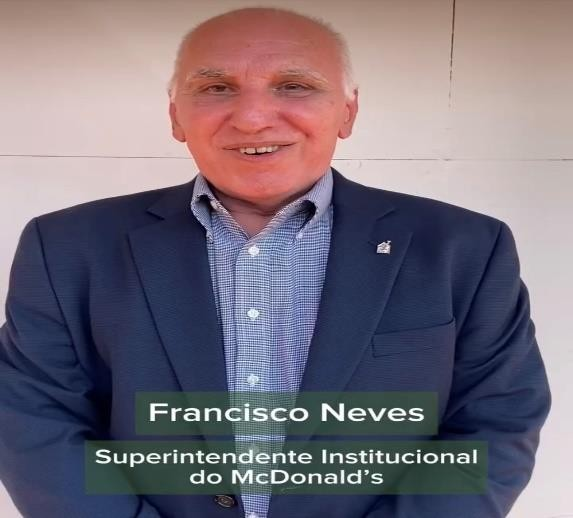 Francisco Neves
Superintendente Institucional
do McDonald's